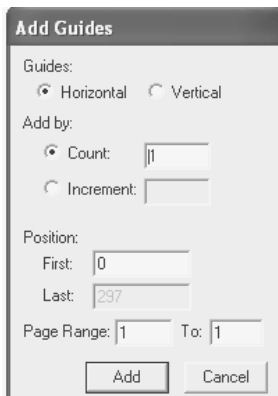 Add Guides
Guides:
Horizontal Vertical
Add by:
Count: 1
Increment:
Position:
First: 0
Last: 297
Page Range: 1 To: 1
Add Cancel